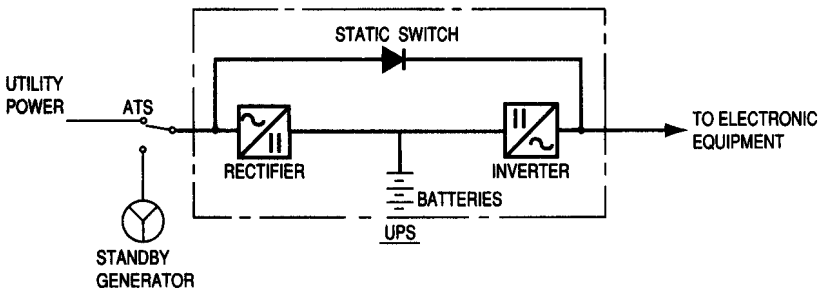 STATIC SWITCH
UTILITY
POWER
ATS
TO ELECTRONIC
EQUIPMENT
RECTIFIER
INVERTER
BATTERIES
UPS
STANDBY
GENERATOR